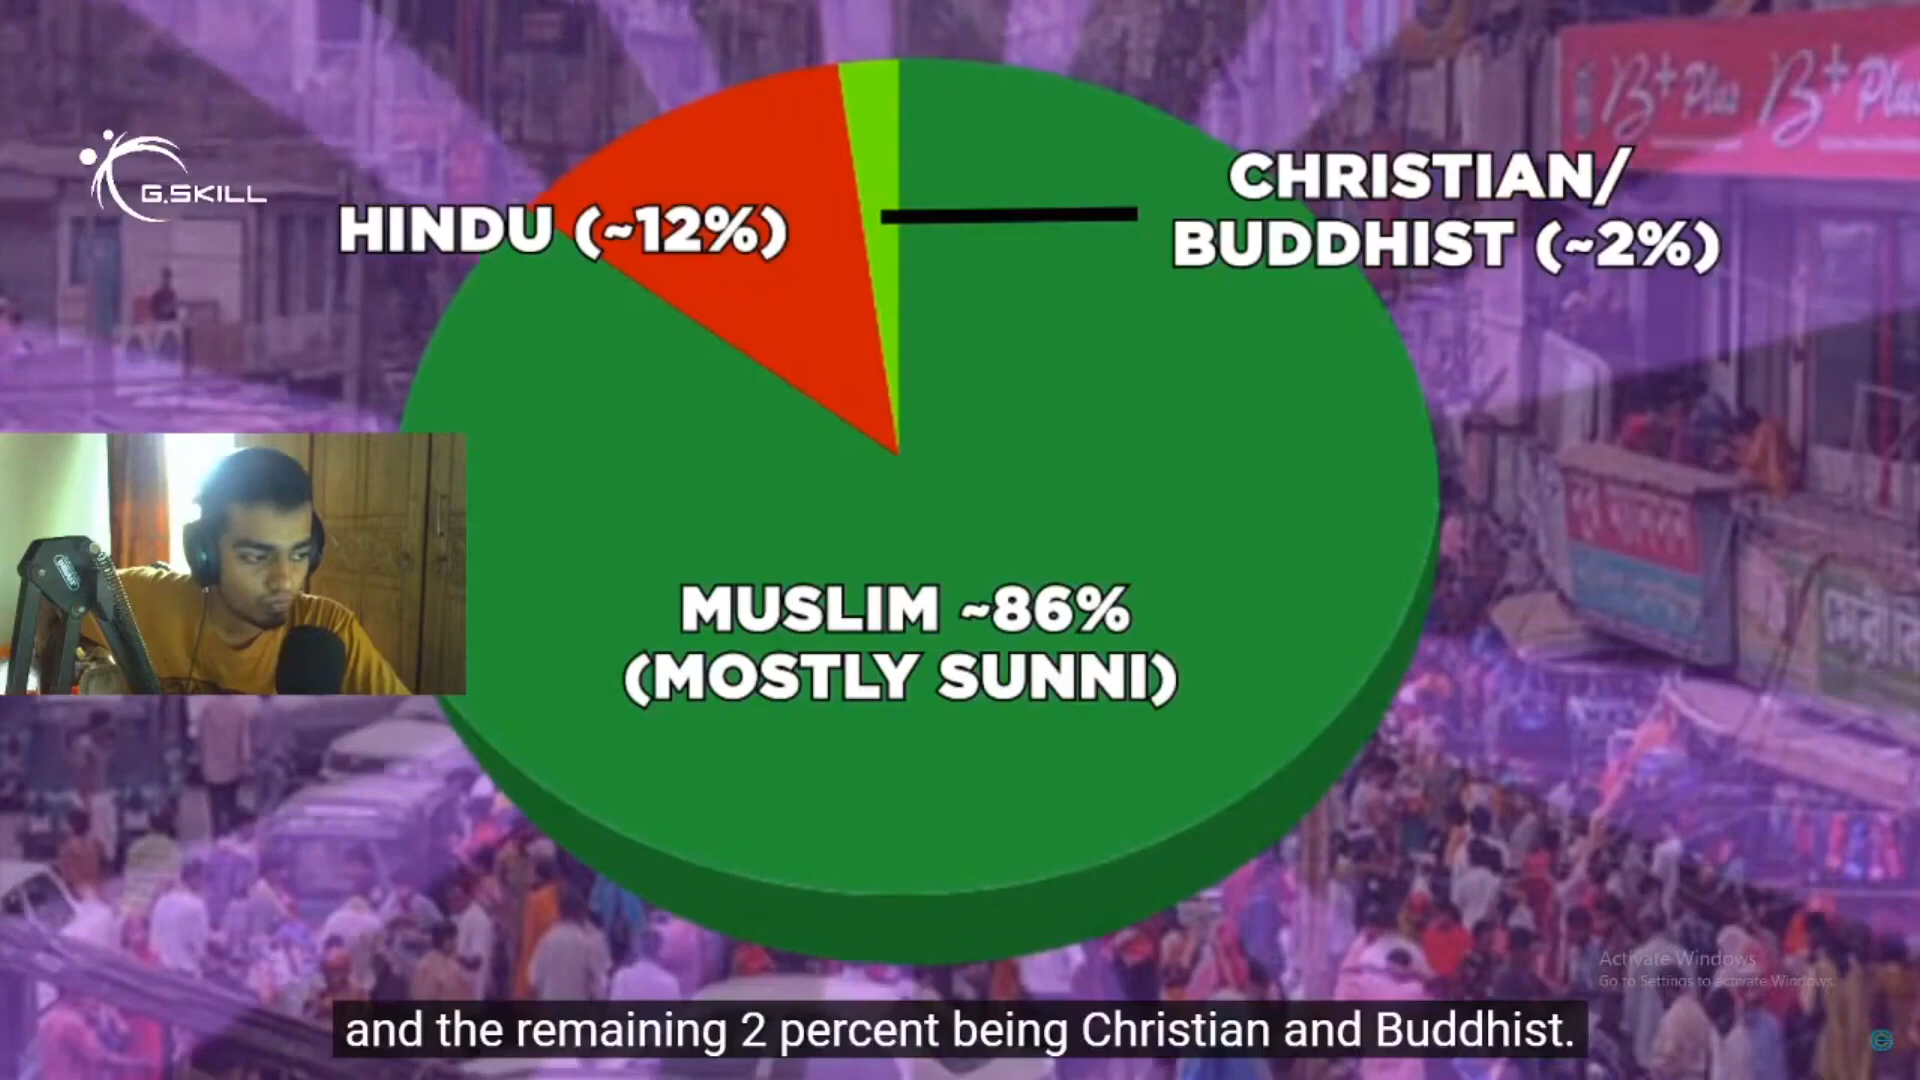 B+ Plus B+ Plus
G.SKILL
CHRISTIAN/
BUDDHIST (~2%)
HINDU (~12%)
MUSLIM ~86%
(MOSTLY SUNNI)
Activate Windows
Go to Settings to activate Windows.
and the remaining 2 percent being Christian and Buddhist.